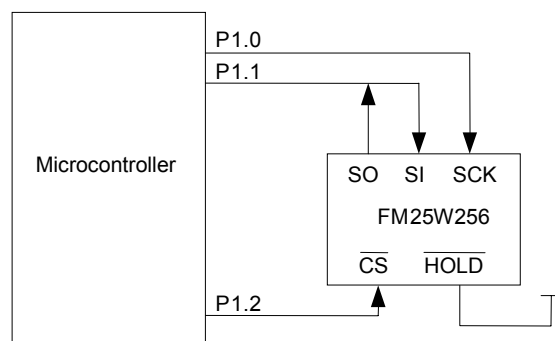 P1.0
P1.1
Microcontroller
SO SI SCK
FM25W256
CS HOLD
P1.2